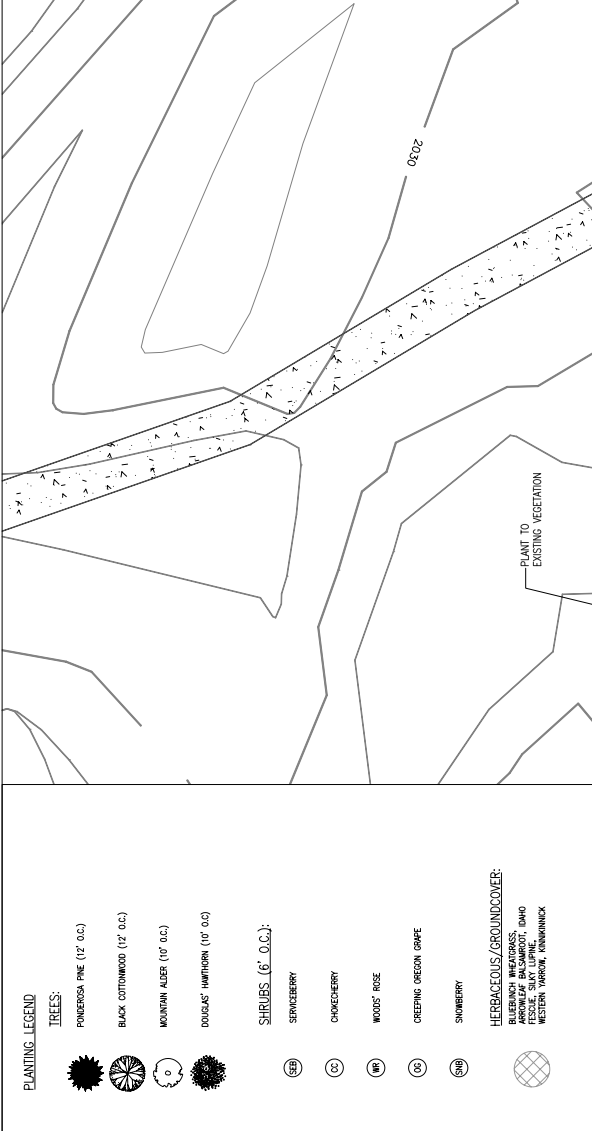 2030
PLANT TO
EXISTING VEGETATION
PLANTING LEGEND
TREES:
PONDEROSA PINE (12' O.C.)
BLACK COTTONWOOD (12' O.C.)
MOUNTAIN ALDER (10' O.C.)
DOUGLAS' HAWTHORN (10' O.C)
SHRUBS (6' O.C.):
SEB SERVICEBERRY
CC CHOKECHERRY
WR WOODS' ROSE
OG CREEPING OREGON GRAPE
SNB SNOWBERRY
HERBACEOUS/GROUNDCOVER:
BLUEBUNCH WHEATGRASS,
ARROWLEAF BALSAMROOT, IDAHO
FESCUE, SILKY LUPINE,
WESTERN YARROW, KINNIKINNICK